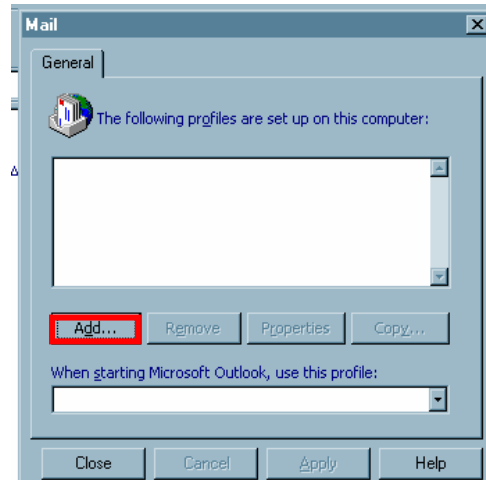 Mail
General
The following profiles are set up on this computer:
Add... Remove Properties Copy...
When starting Microsoft Outlook, use this profile:
Close Cancel Apply Help